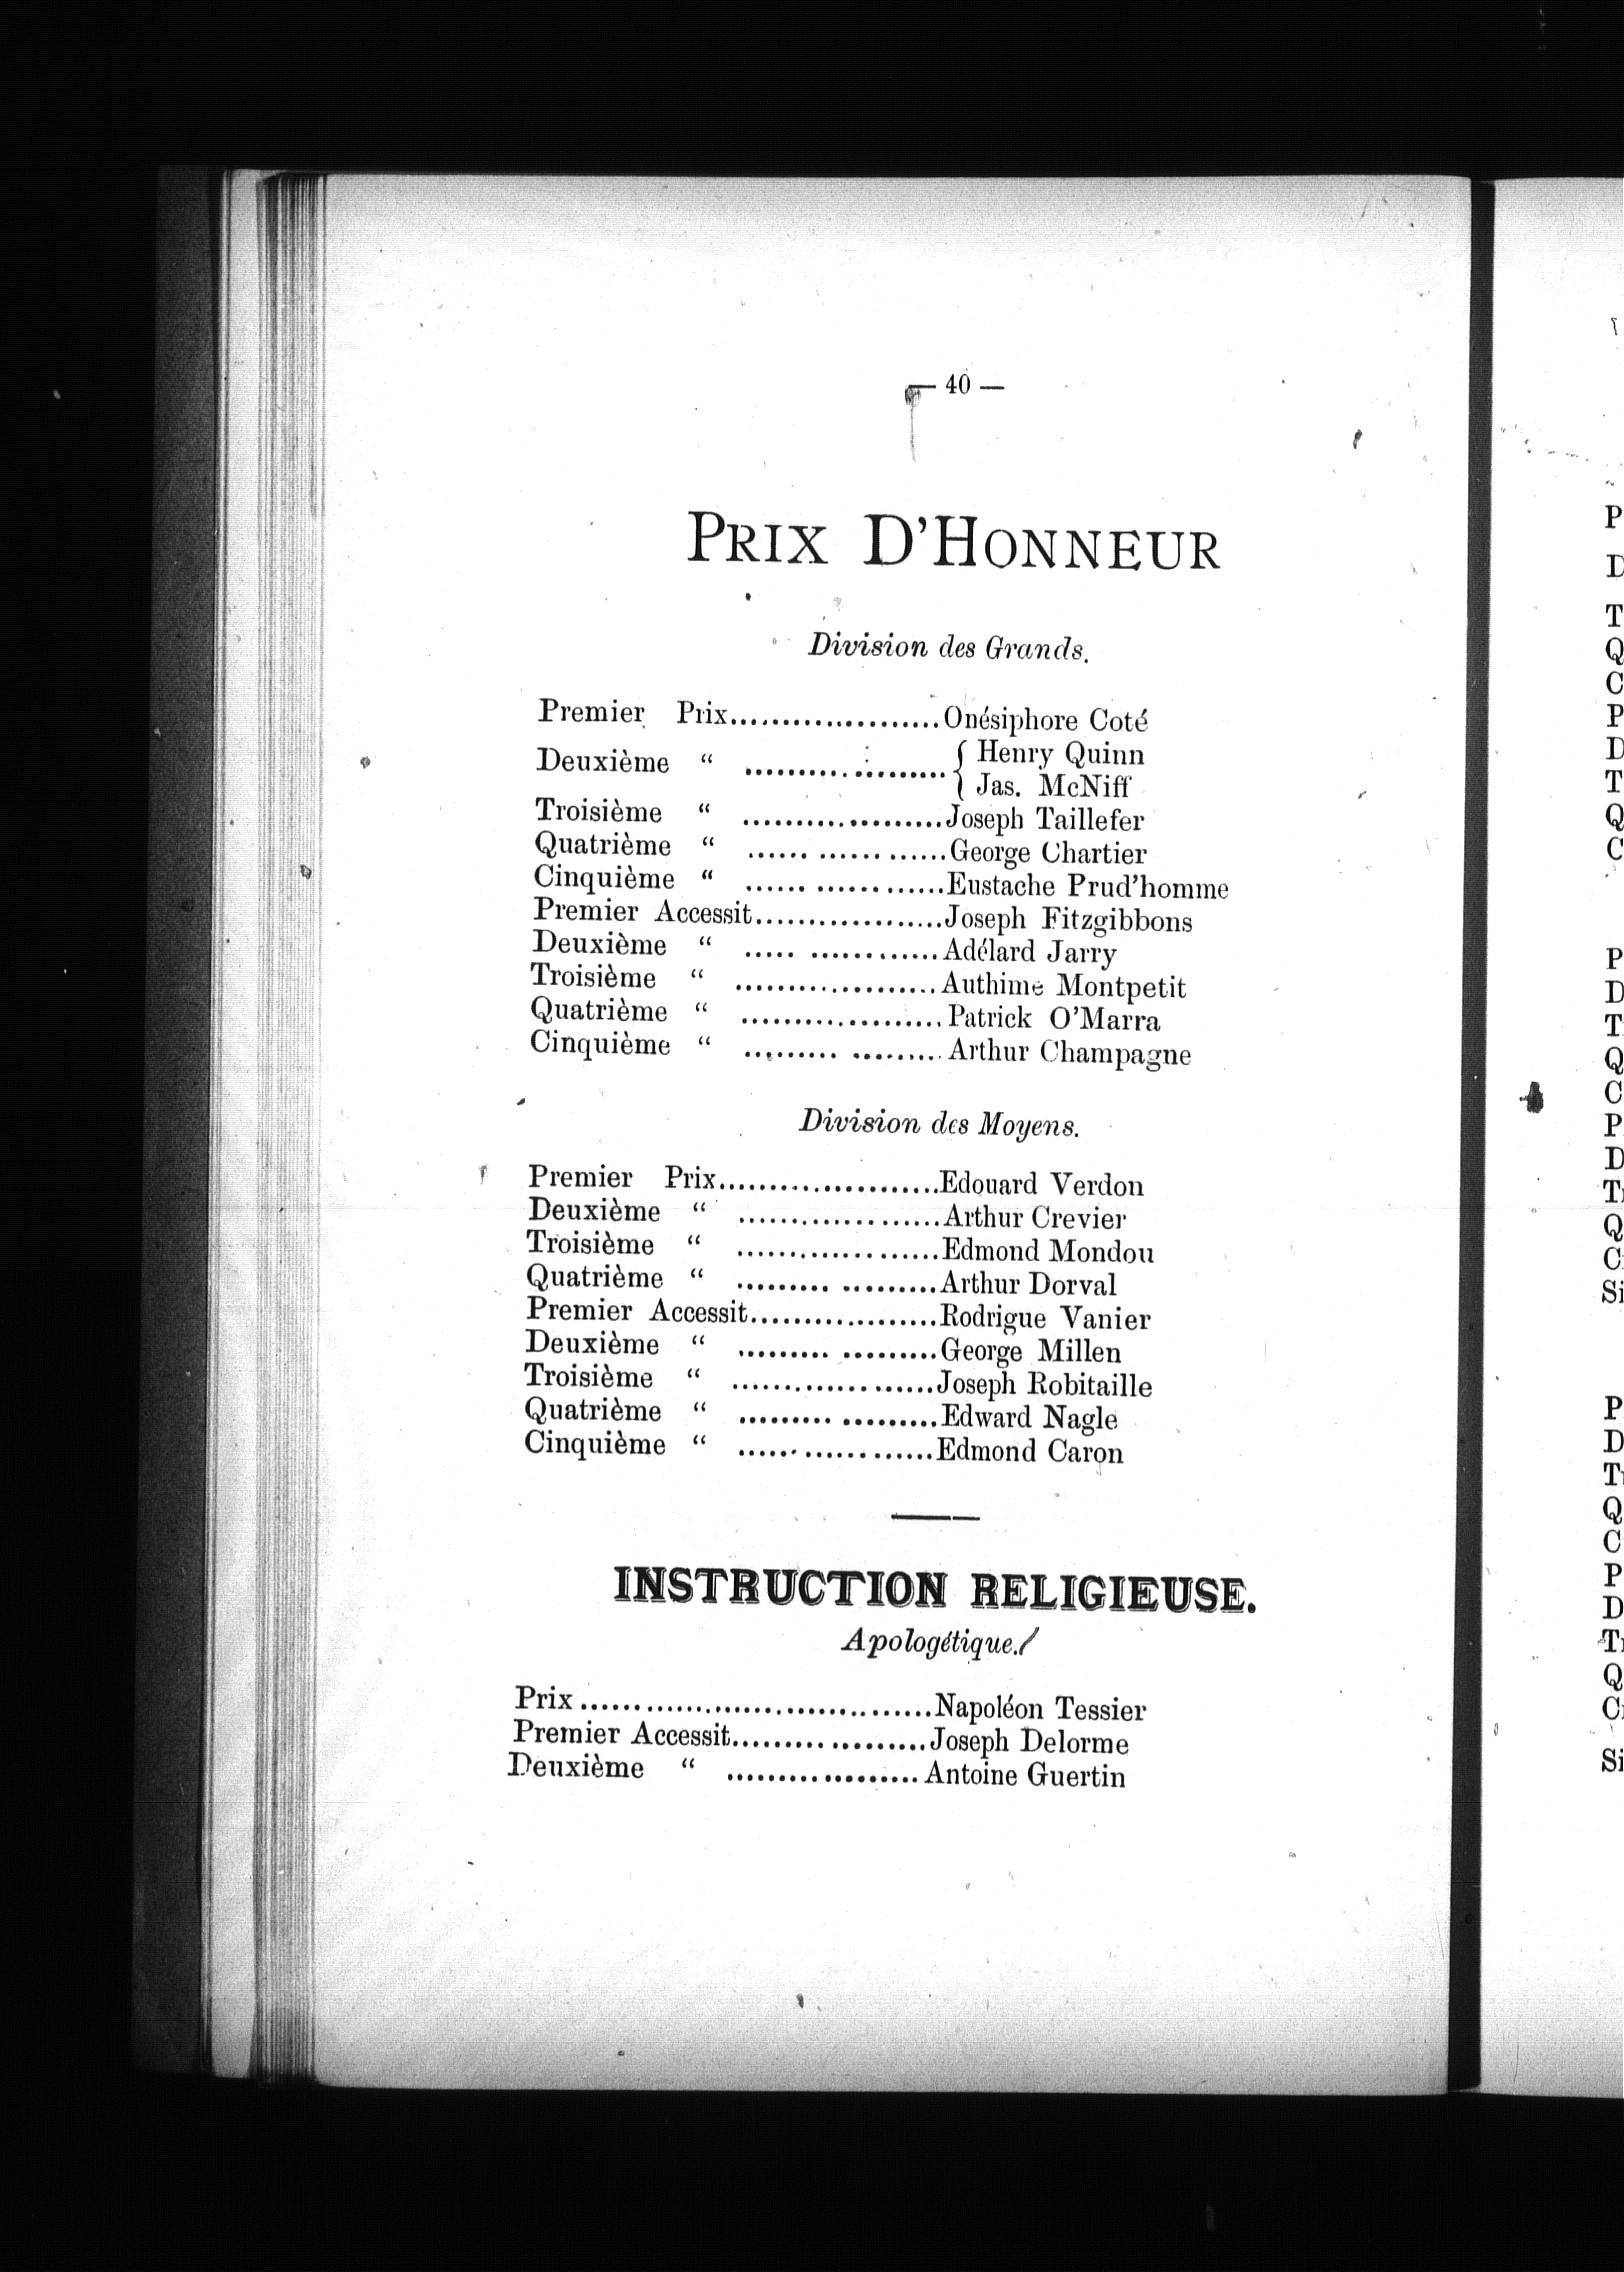 — 40 —
PRIX D'HONNEUR
Division des Grands.
Premier Prix....................Onésiphore Coté
Deuxième “ ....................{ Henry Quinn
{ Jas. McNiff
Troisième “ ...................Joseph Taillefer
Quatrième “ ...... ...... ......George Chartier
Cinquième “ ...... ...... ......Eustache Prud'homme
Premier Accessit..................Joseph Fitzgibbons
Deuxième “ ..... ............Adélard Jarry
Troisième “ ...................Authime Montpetit
Quatrième “ ...................Patrick O'Marra
Cinquième “ ......... .........Arthur Champagne
Division des Moyens.
Premier Prix.....................Edouard Verdon
Deuxième “ ....................Arthur Crevier
Troisième “ ....................Edmond Mondou
Quatrième “ ......... .........Arthur Dorval
Premier Accessit..................Rodrigue Vanier
Deuxième “ ......... .........George Millen
Troisième “ ....................Joseph Robitaille
Quatrième “ ......... .........Edward Nagle
Cinquième “ ...... ...... ......Edmond Caron
INSTRUCTION RELIGIEUSE.
Apologétique.
Prix ..................................Napoléon Tessier
Premier Accessit......... .........Joseph Delorme
Deuxième “ ...................Antoine Guertin
P
D
T
Q
C
P
D
T
Q
C
P
D
T
Q
C
P
D
T
Q
C
Si
P
D
T
Q
C
P
D
T
Q
C
Si